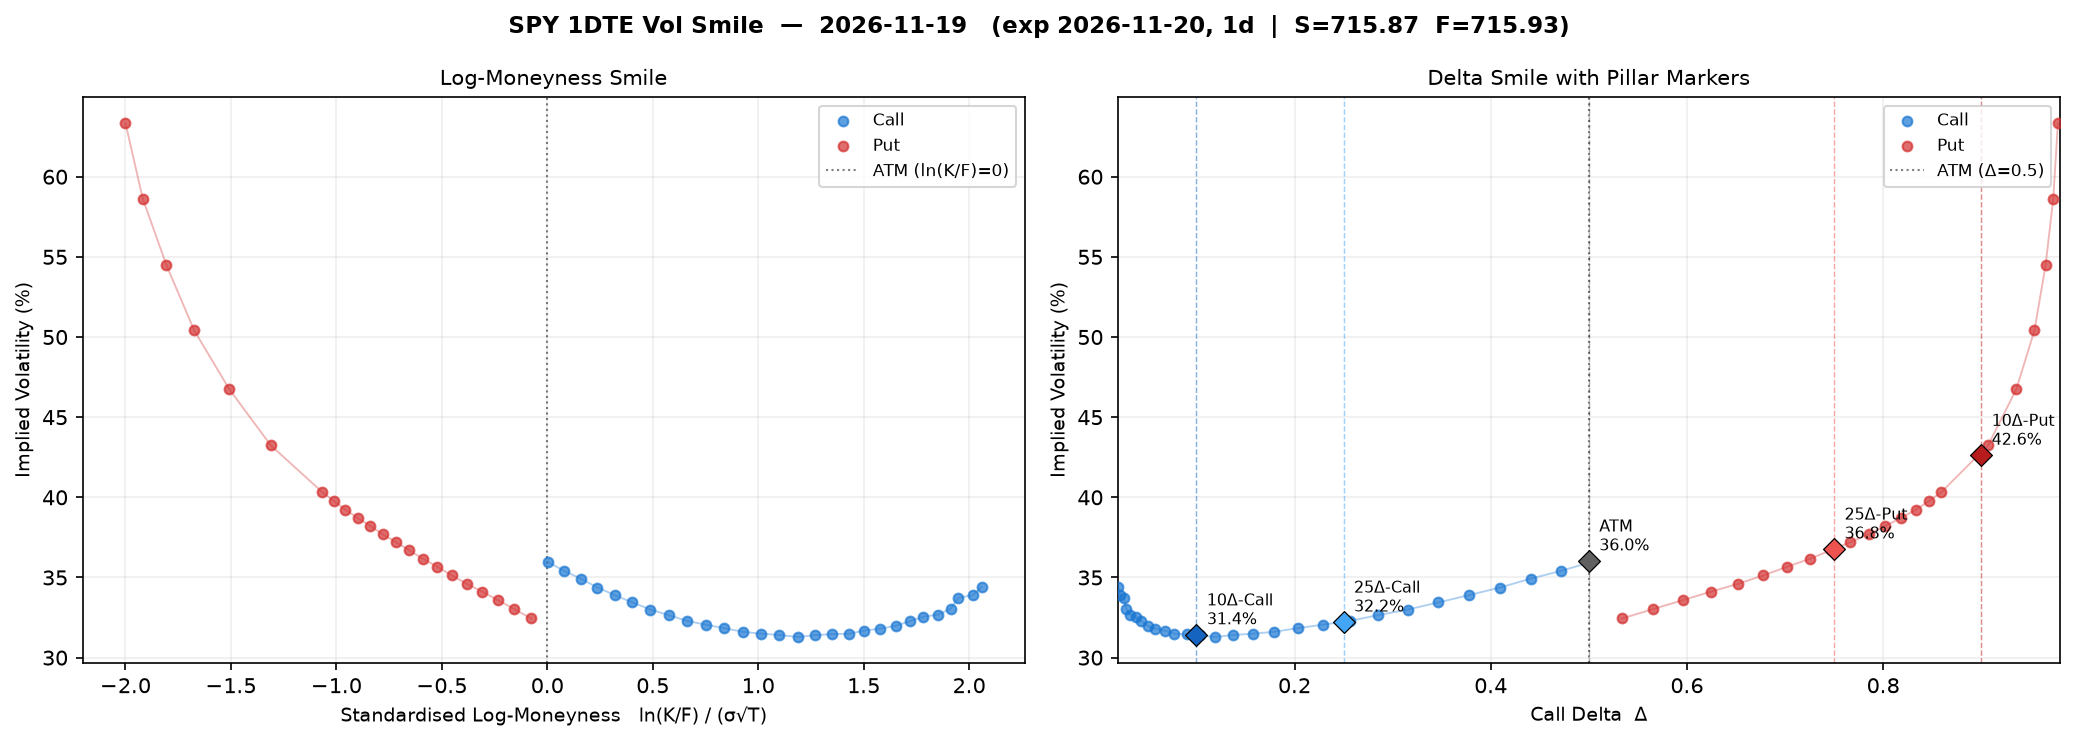 SPY 1DTE Vol Smile — 2026-11-19 (exp 2026-11-20, 1d | S=715.87 F=715.93)
Log-Moneyness Smile
Implied Volatility (%)
60
55
50
45
40
35
30
Call
Put
ATM (ln(K/F)=0)
−2.0
−1.5
−1.0
−0.5
0.0
0.5
1.0
1.5
2.0
Standardised Log-Moneyness ln(K/F) / (σ√T)
Delta Smile with Pillar Markers
Implied Volatility (%)
60
55
50
45
40
35
30
Call
Put
ATM (Δ=0.5)
10Δ-Put
42.6%
25Δ-Put
36.8%
ATM
36.0%
25Δ-Call
32.2%
10Δ-Call
31.4%
0.2
0.4
0.6
0.8
Call Delta Δ